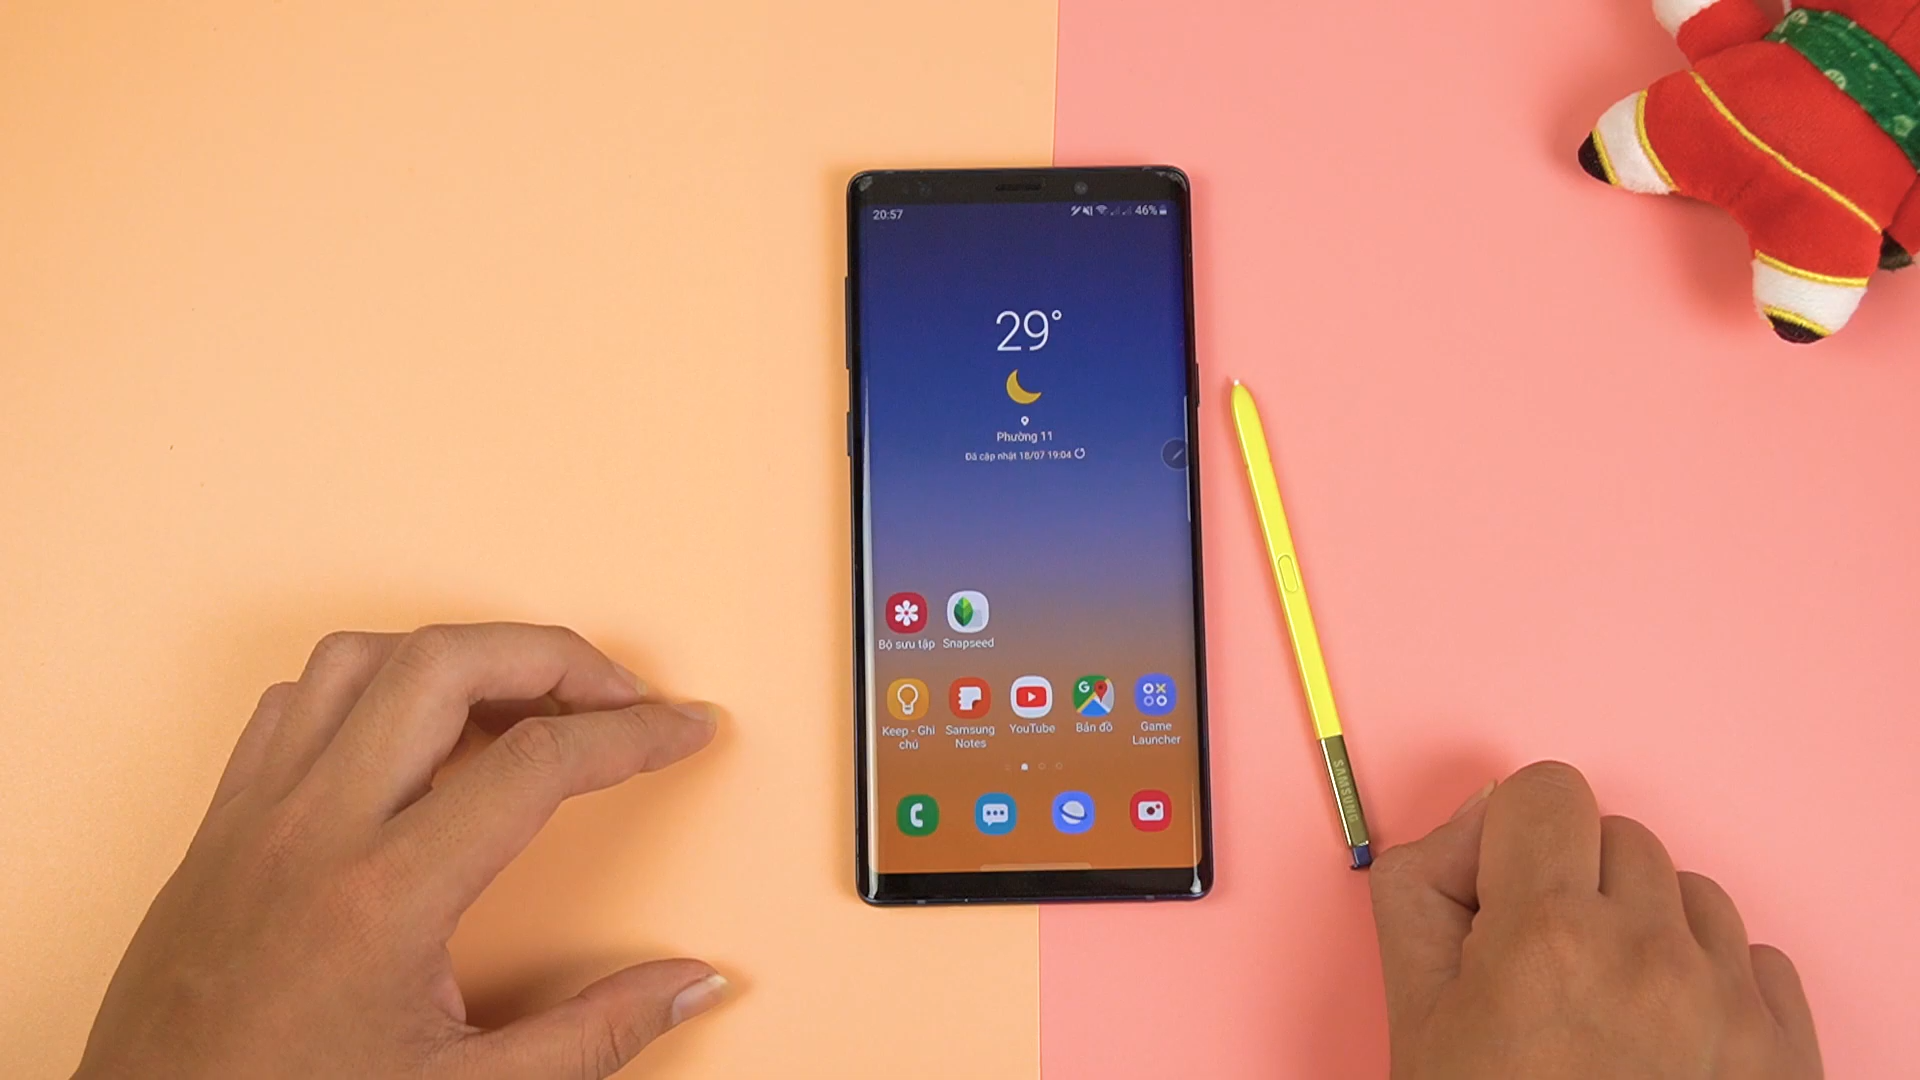 20:57
46%
29°
Phường 11
Đã cập nhật 18/07 19:04
Bộ sưu tập
Snapseed
G
Keep - Ghi chú
Samsung Notes
YouTube
Bản đồ
Game Launcher
SAMSUNG